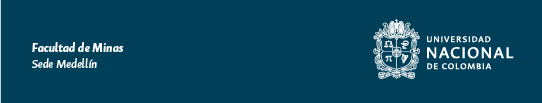 Facultad de Minas
Sede Medellín
UNIVERSIDAD
NACIONAL
DE COLOMBIA